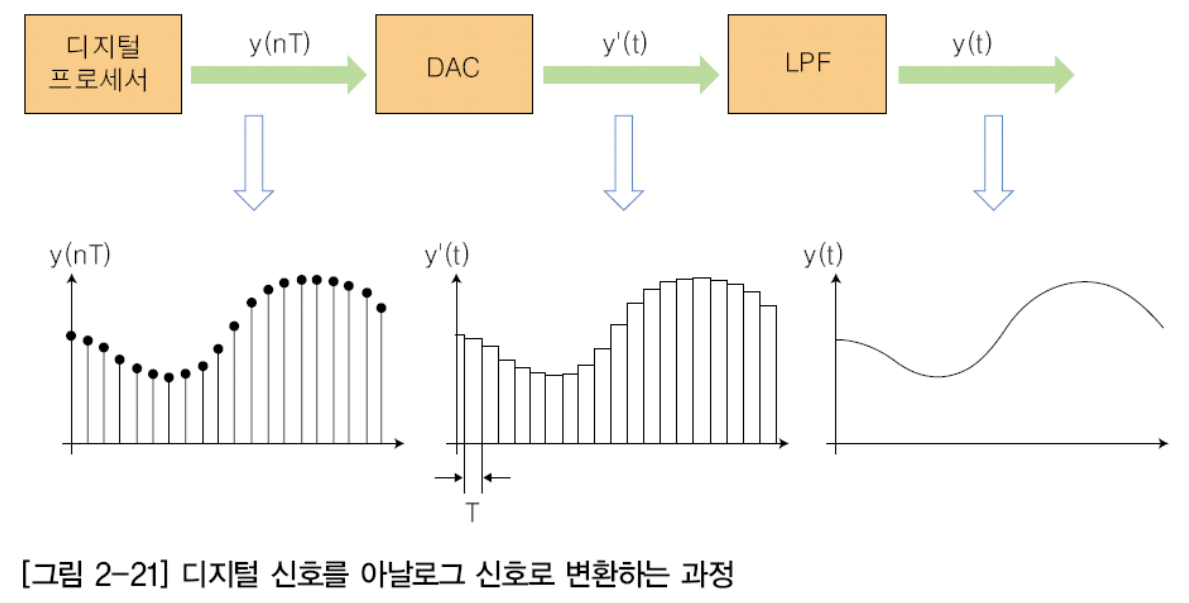 디지털
프로세서
y(nT)
DAC
y'(t)
LPF
y(t)
y(nT)
y'(t)
y(t)
T
[그림 2-21] 디지털 신호를 아날로그 신호로 변환하는 과정